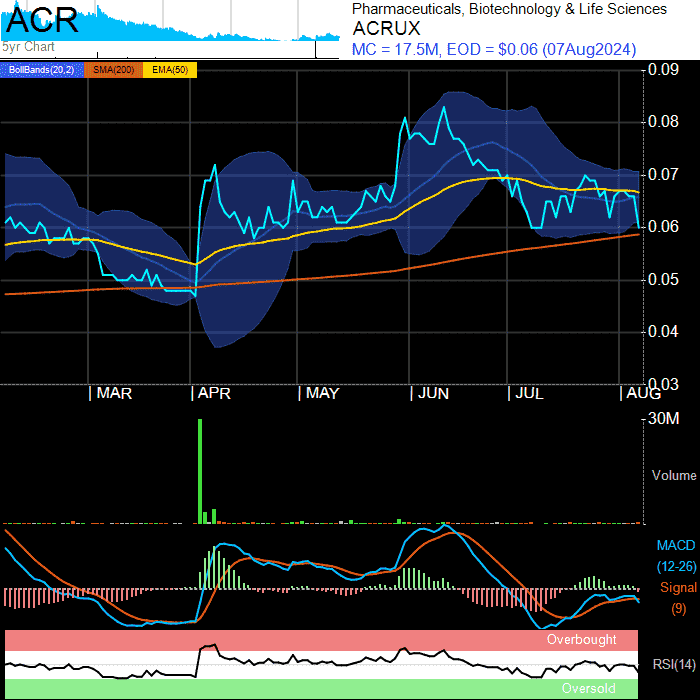 ACR
5yr Chart
Pharmaceuticals, Biotechnology & Life Sciences
ACRUX
MC = 17.5M, EOD = $0.06 (07Aug2024)
BollBands(20,2) SMA(200) EMA(50)
0.09
0.08
0.07
0.06
0.05
0.04
0.03
MAR APR MAY JUN JUL AUG
30M
Volume
MACD
(12-26)
Signal
(9)
Overbought
RSI(14)
Oversold